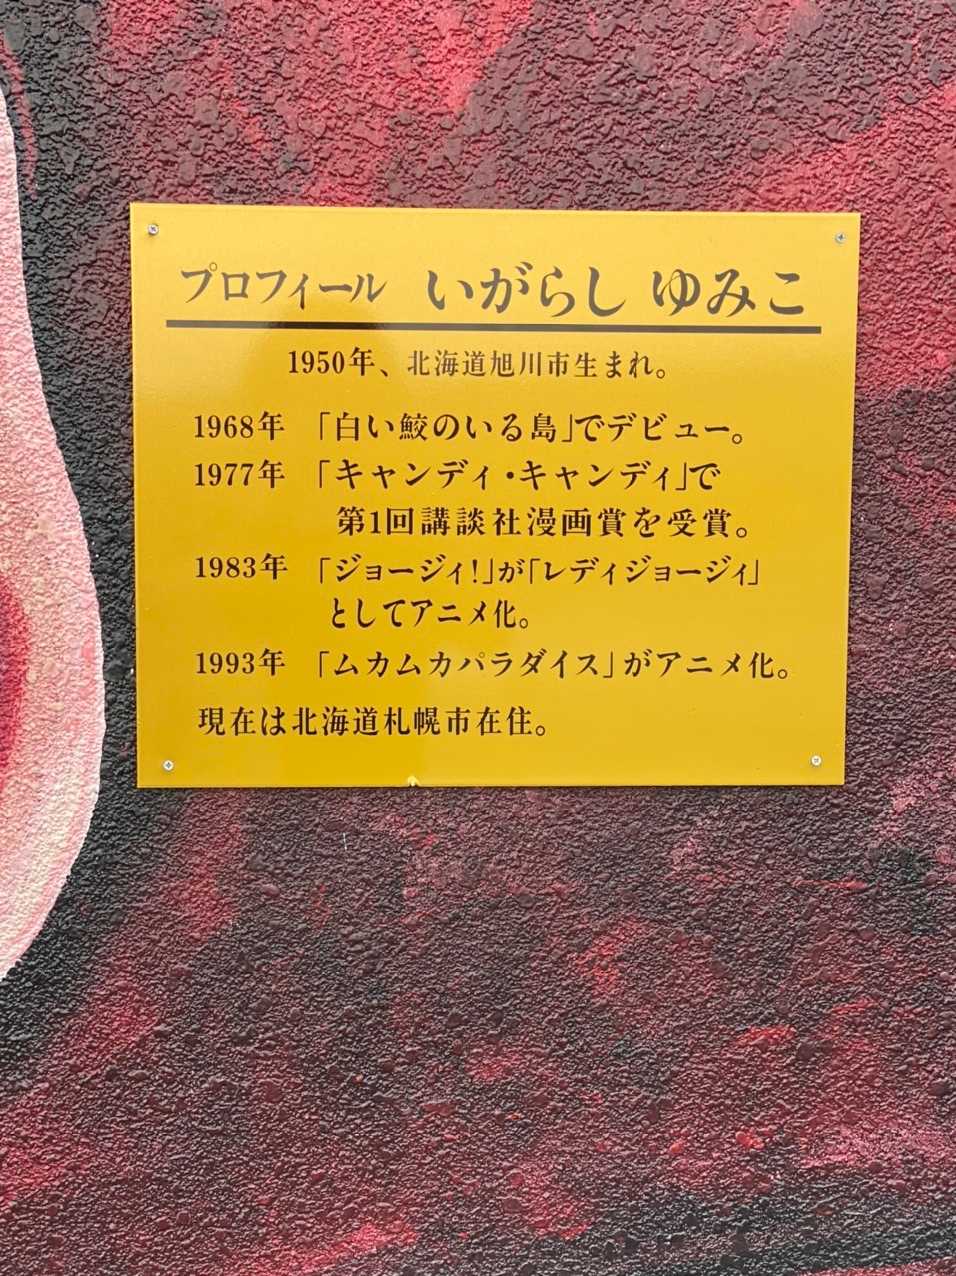 プロフィール いがらし ゆみこ
1950年、北海道旭川市生まれ。
1968年 「白い鮫のいる島」でデビュー。
1977年 「キャンディ・キャンディ」で
第1回講談社漫画賞を受賞。
1983年 「ジョージィ!」が「レディジョージィ」
としてアニメ化。
1993年 「ムカムカパラダイス」がアニメ化。
現在は北海道札幌市在住。